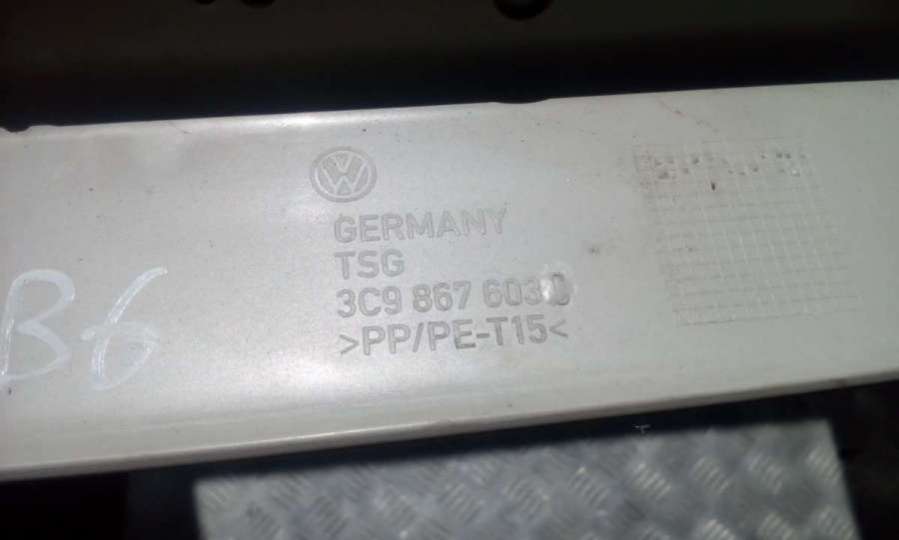 GERMANY
TSG
3C9 867 603
>PP/PE-T15<
B6